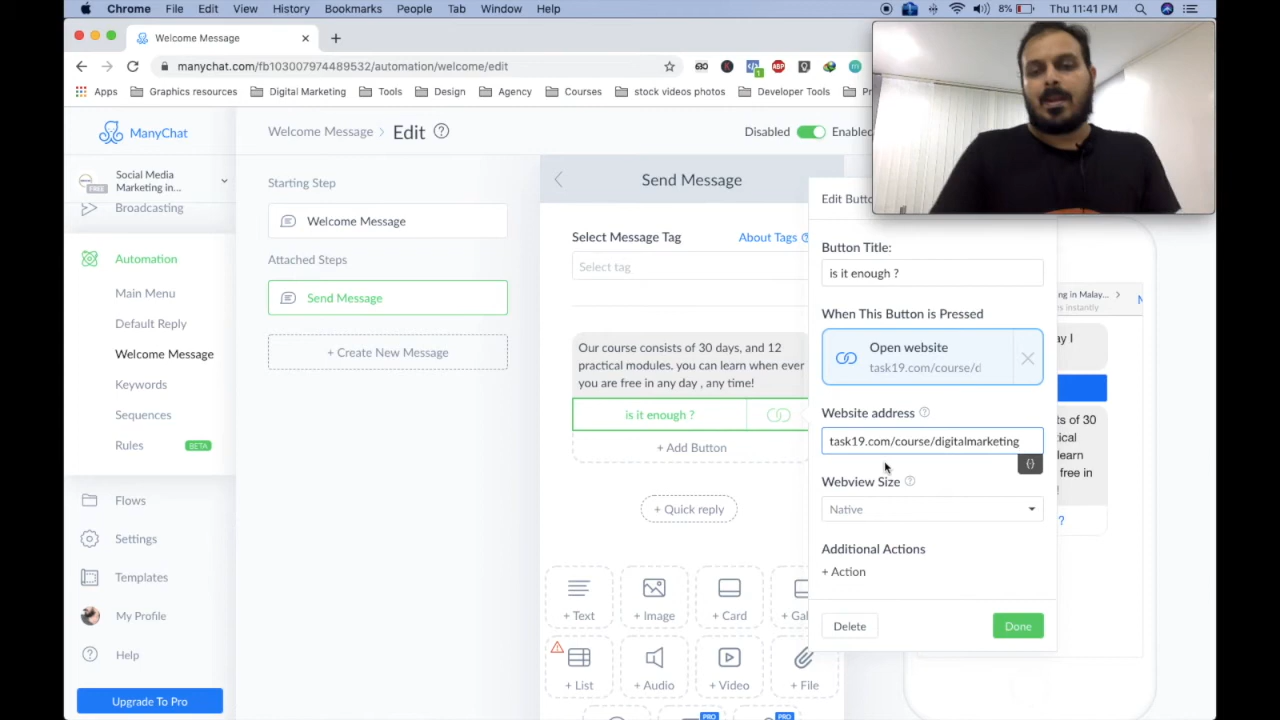 Chrome File Edit View History Bookmarks People Tab Window Help
8% Thu 11:41 PM
Welcome Message
manychat.com/fb103007974489532/automation/welcome/edit
Apps Graphics resources Digital Marketing Tools Design Agency Courses stock videos photos Developer Tools
ManyChat
Welcome Message > Edit
Disabled Enabled
Social Media
Marketing in...
FREE
Broadcasting
Automation
Main Menu
Default Reply
Welcome Message
Keywords
Sequences
Rules BETA
Flows
Settings
Templates
My Profile
Help
Upgrade To Pro
Starting Step
Welcome Message
Attached Steps
Send Message
+ Create New Message
Send Message
Select Message Tag About Tags
Select tag
Our course consists of 30 days, and 12
practical modules. you can learn when ever
you are free in any day , any time!
is it enough ?
+ Add Button
+ Quick reply
+ Text + Image + Card
+ List + Audio + Video + File
PRO PRO
Button Title:
is it enough ?
When This Button is Pressed
Open website
task19.com/course/d
Website address
task19.com/course/digitalmarketing
{}
Webview Size
Native
Additional Actions
+ Action
Delete Done